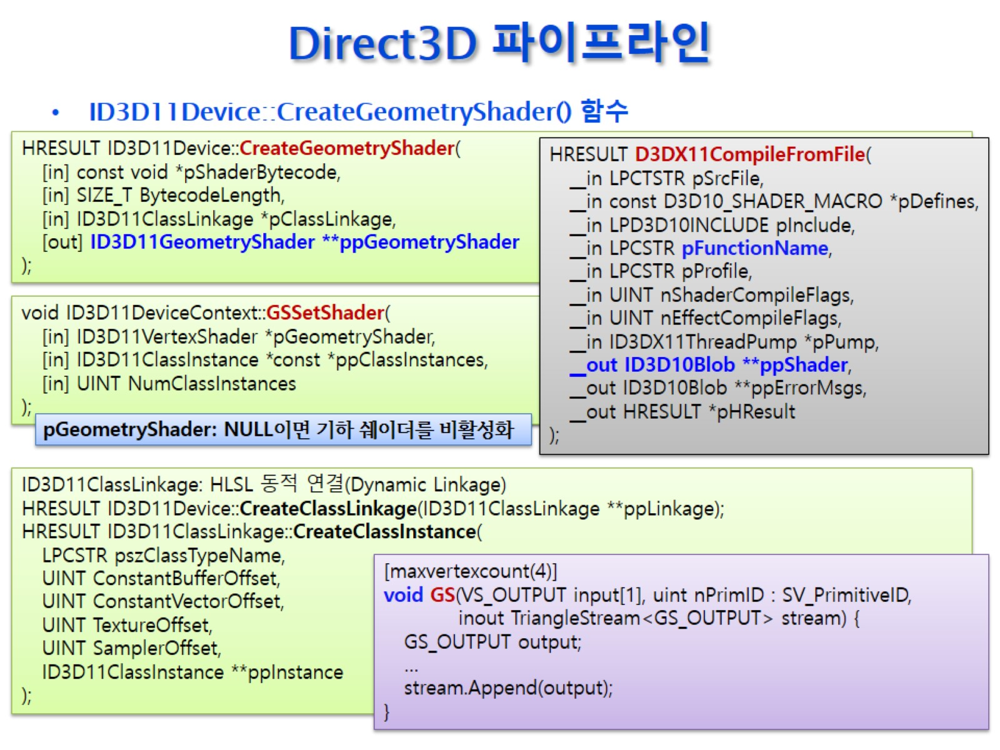 Direct3D 파이프라인
• ID3D11Device::CreateGeometryShader() 함수
HRESULT ID3D11Device::CreateGeometryShader(
[in] const void *pShaderBytecode,
[in] SIZE_T BytecodeLength,
[in] ID3D11ClassLinkage *pClassLinkage,
[out] ID3D11GeometryShader **ppGeometryShader
);
void ID3D11DeviceContext::GSSetShader(
[in] ID3D11VertexShader *pGeometryShader,
[in] ID3D11ClassInstance *const *ppClassInstances,
[in] UINT NumClassInstances
);
pGeometryShader: NULL이면 기하 쉐이더를 비활성화
HRESULT D3DX11CompileFromFile(
__in LPCTSTR pSrcFile,
__in const D3D10_SHADER_MACRO *pDefines,
__in LPD3D10INCLUDE pInclude,
__in LPCSTR pFunctionName,
__in LPCSTR pProfile,
__in UINT nShaderCompileFlags,
__in UINT nEffectCompileFlags,
__in ID3DX11ThreadPump *pPump,
__out ID3D10Blob **ppShader,
__out ID3D10Blob **ppErrorMsgs,
__out HRESULT *pHResult
);
ID3D11ClassLinkage: HLSL 동적 연결(Dynamic Linkage)
HRESULT ID3D11Device::CreateClassLinkage(ID3D11ClassLinkage **ppLinkage);
HRESULT ID3D11ClassLinkage::CreateClassInstance(
LPCSTR pszClassTypeName,
UINT ConstantBufferOffset,
UINT ConstantVectorOffset,
UINT TextureOffset,
UINT SamplerOffset,
ID3D11ClassInstance **ppInstance
);
[maxvertexcount(4)]
void GS(VS_OUTPUT input[1], uint nPrimID : SV_PrimitiveID,
inout TriangleStream<GS_OUTPUT> stream) {
GS_OUTPUT output;
...
stream.Append(output);
}